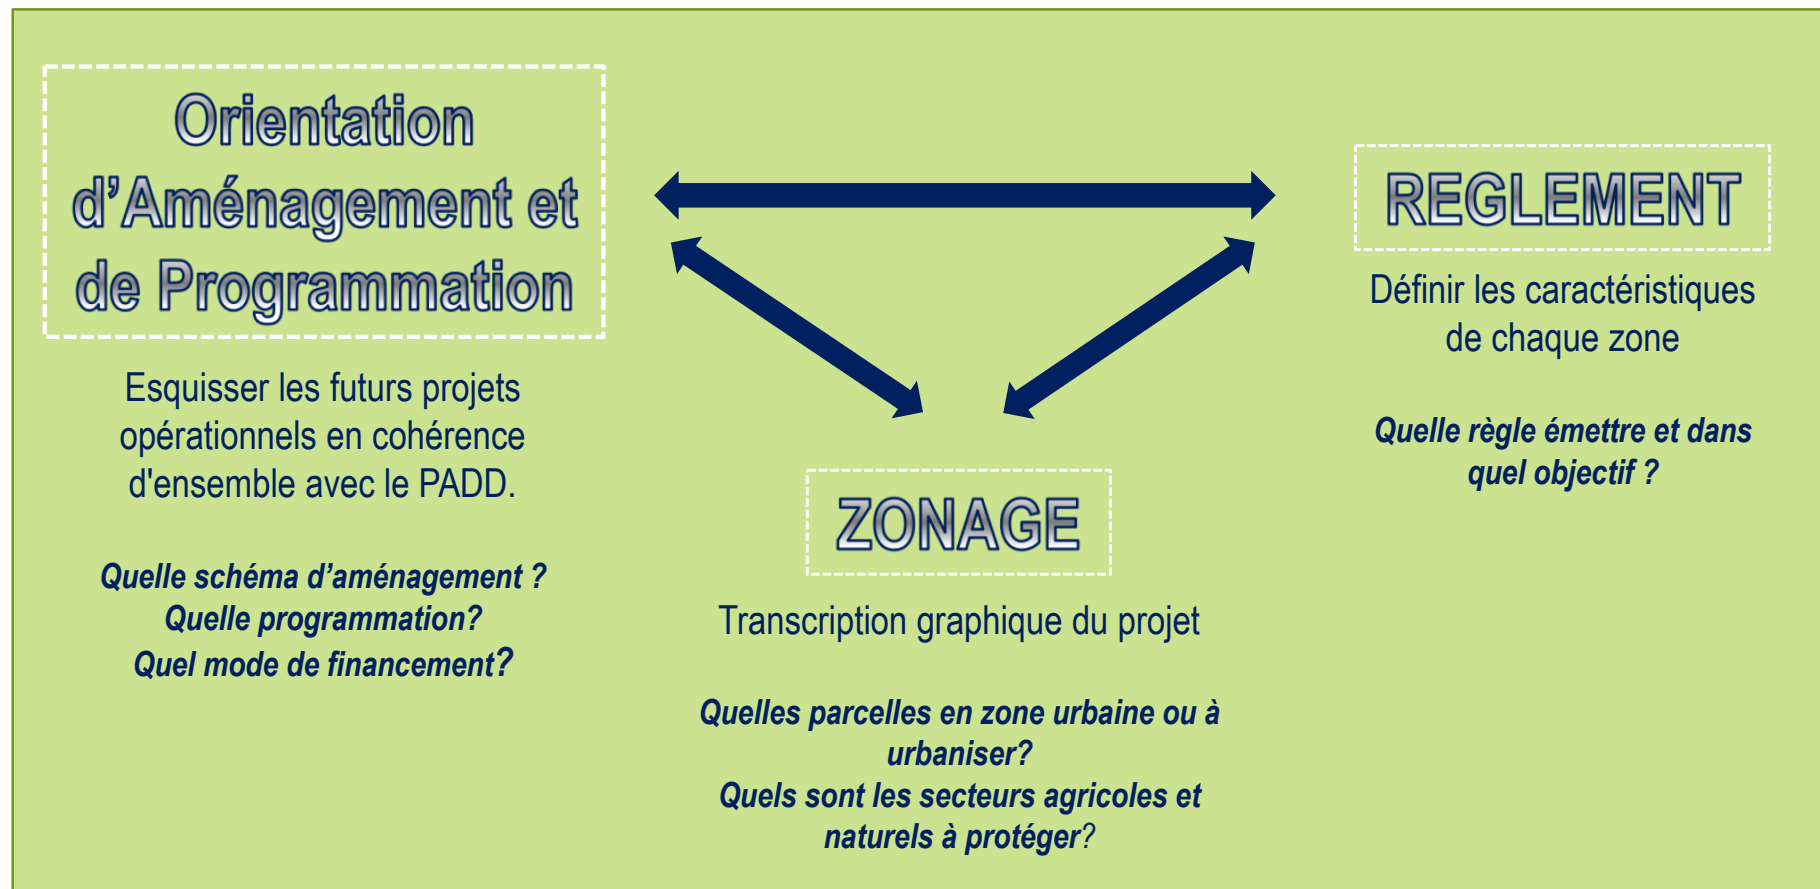 Orientation
d’Aménagement et
de Programmation
Esquisser les futurs projets
opérationnels en cohérence
d'ensemble avec le PADD.
Quelle schéma d’aménagement ?
Quelle programmation?
Quel mode de financement?
ZONAGE
Transcription graphique du projet
Quelles parcelles en zone urbaine ou à
urbaniser?
Quels sont les secteurs agricoles et
naturels à protéger?
REGLEMENT
Définir les caractéristiques
de chaque zone
Quelle règle émettre et dans
quel objectif ?